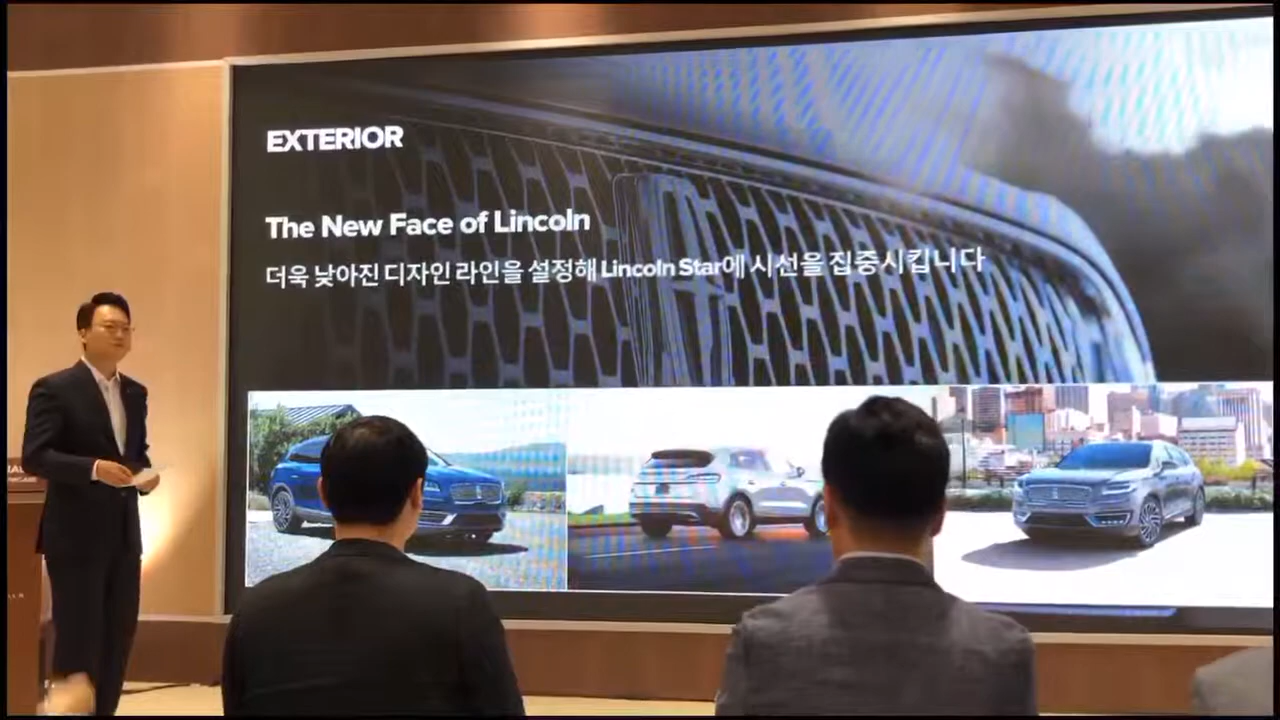 EXTERIOR
The New Face of Lincoln
더욱 낮아진 디자인 라인을 설정해 Lincoln Star에 시선을 집중시킵니다